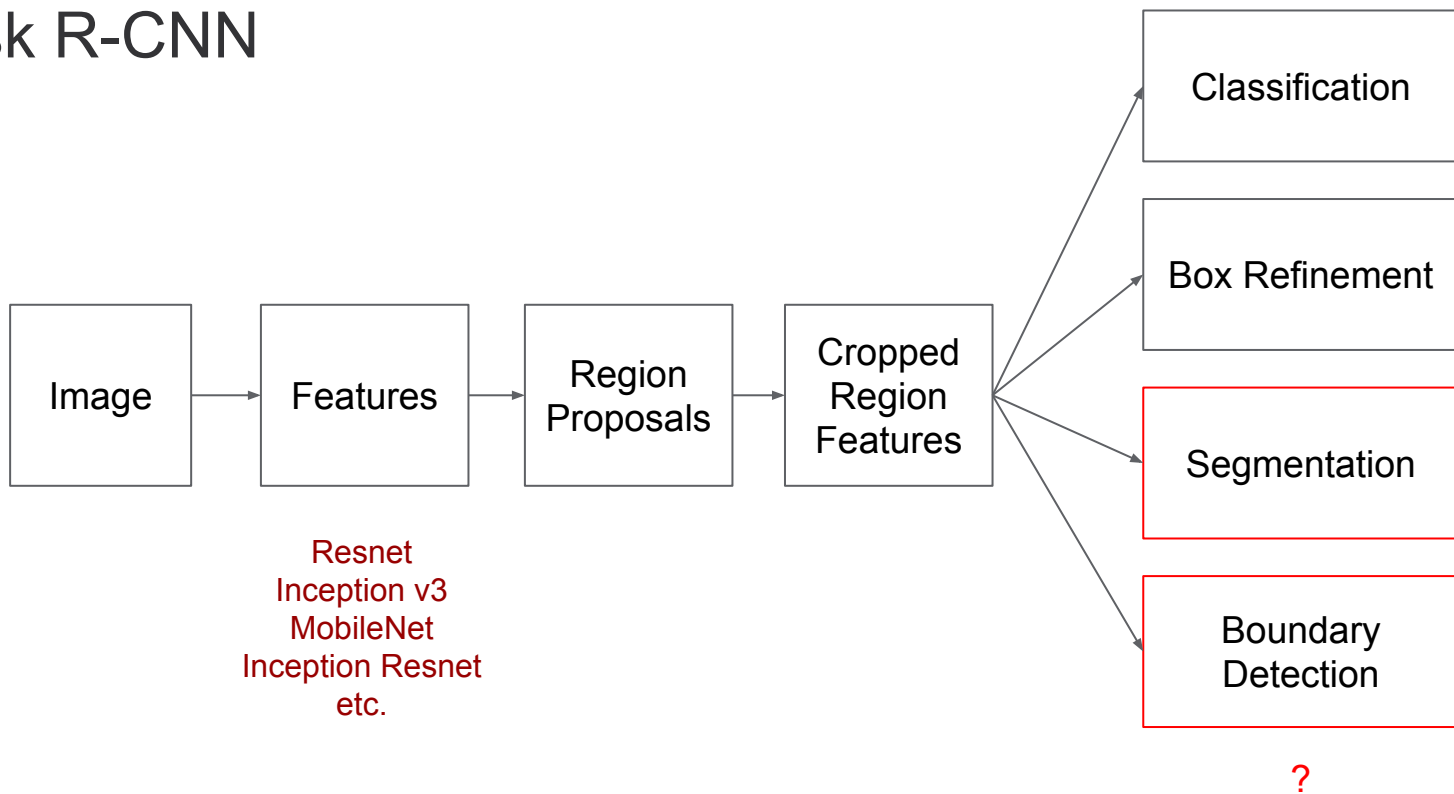 k R-CNN
Classification
Box Refinement
Image
Features
Region
Proposals
Cropped
Region
Features
Segmentation
Boundary
Detection
Resnet
Inception v3
MobileNet
Inception Resnet
etc.
?